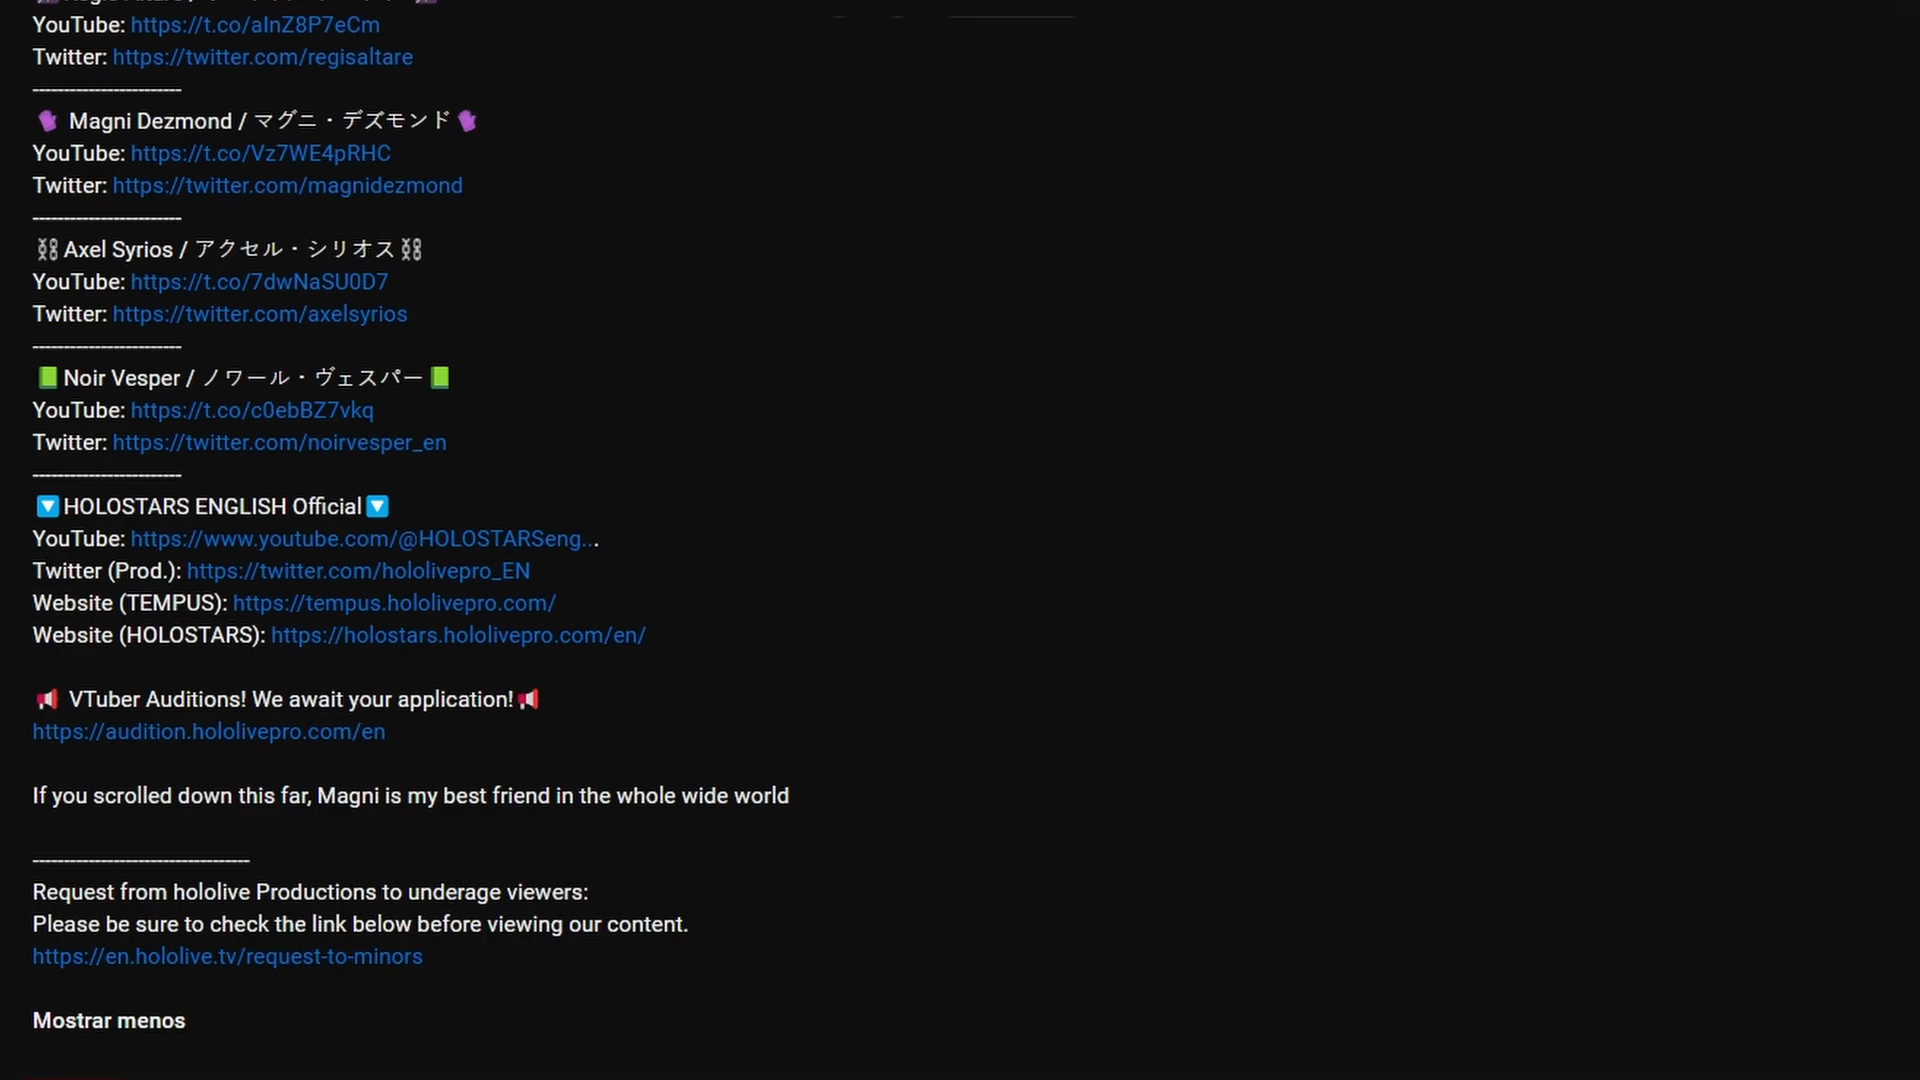 YouTube: https://t.co/aInZ8P7eCm
Twitter: https://twitter.com/regisaltare
------------------------
Magni Dezmond / マグニ・デズモンド
YouTube: https://t.co/Vz7WE4pRHC
Twitter: https://twitter.com/magnidezmond
------------------------
Axel Syrios / アクセル・シリオス
YouTube: https://t.co/7dwNaSU0D7
Twitter: https://twitter.com/axelsyrios
------------------------
Noir Vesper / ノワール・ヴェスパー
YouTube: https://t.co/c0ebBZ7vkq
Twitter: https://twitter.com/noirvesper_en
------------------------
HOLOSTARS ENGLISH Official
YouTube: https://www.youtube.com/@HOLOSTARSeng...
Twitter (Prod.): https://twitter.com/hololivepro_EN
Website (TEMPUS): https://tempus.hololivepro.com/
Website (HOLOSTARS): https://holostars.hololivepro.com/en/
VTuber Auditions! We await your application!
https://audition.hololivepro.com/en
If you scrolled down this far, Magni is my best friend in the whole wide world
-----------------------------------
Request from hololive Productions to underage viewers:
Please be sure to check the link below before viewing our content.
https://en.hololive.tv/request-to-minors
Mostrar menos